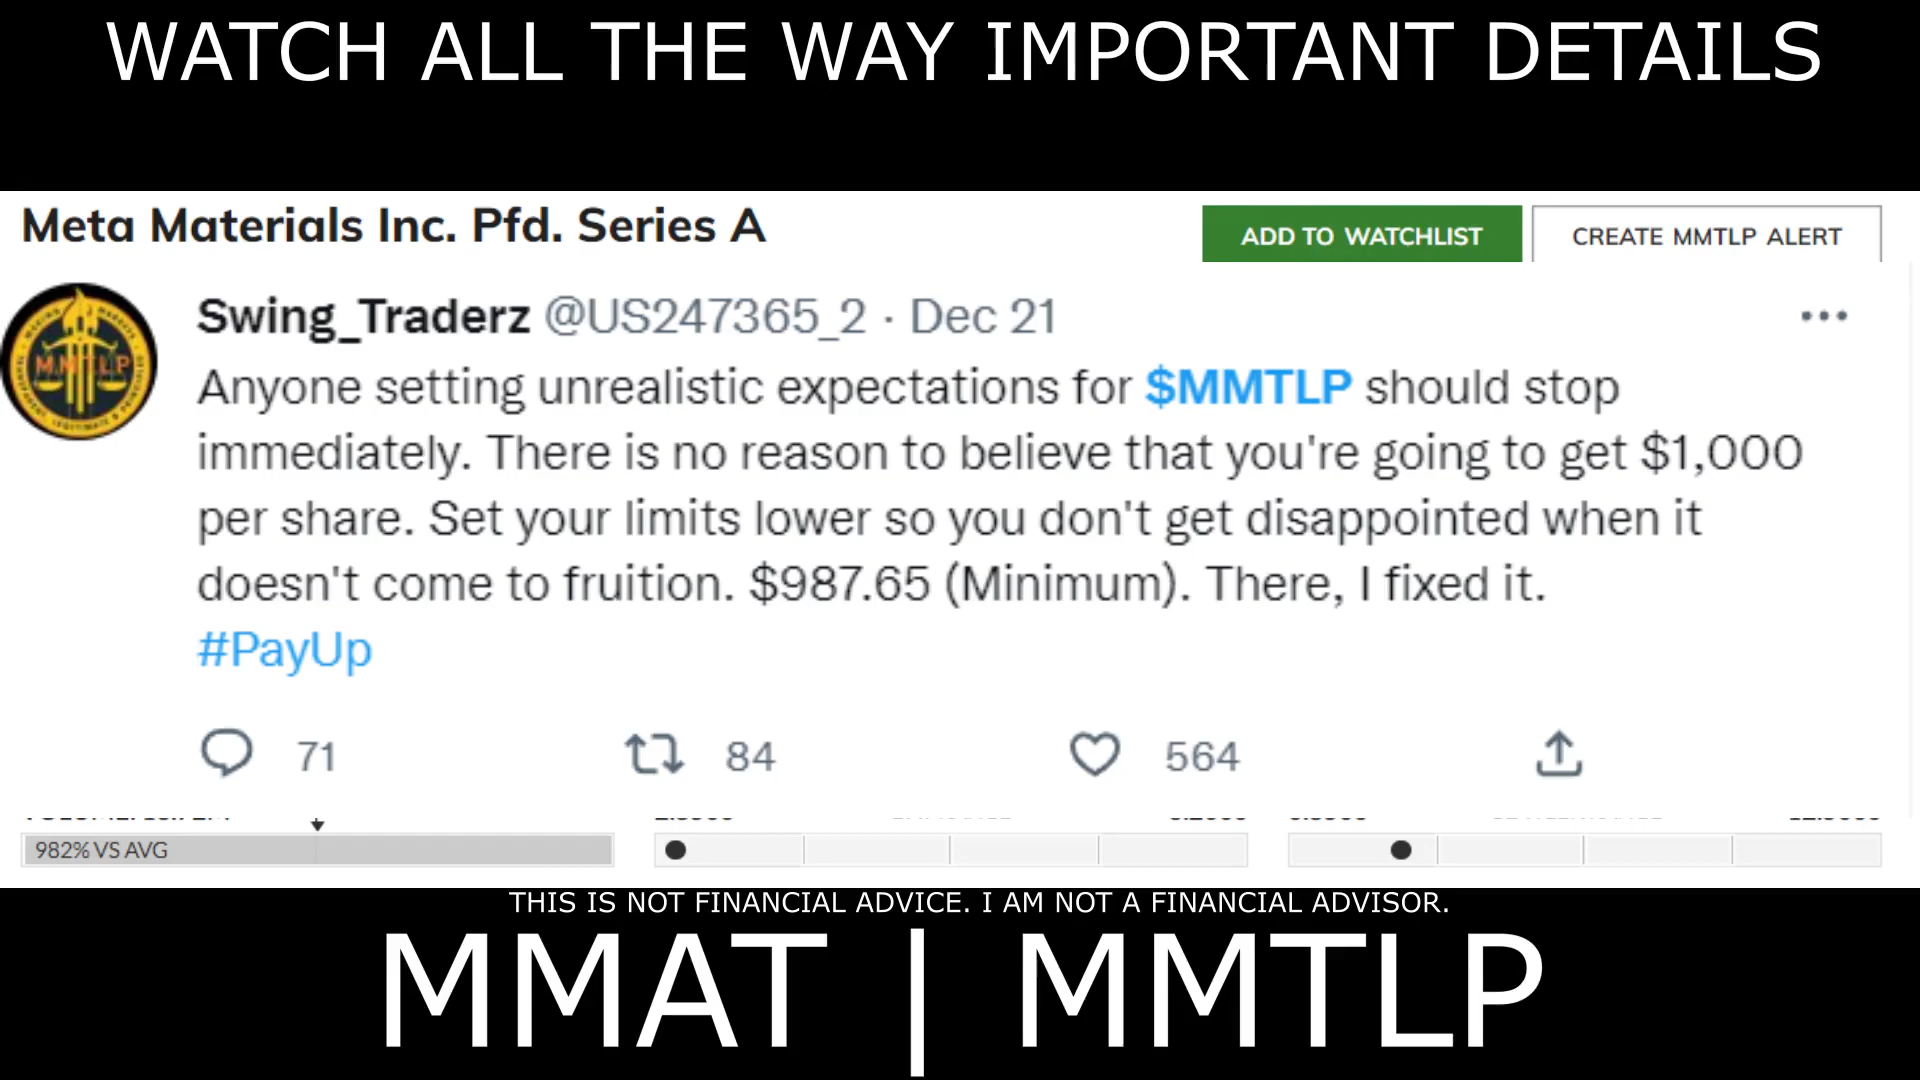 WATCH ALL THE WAY IMPORTANT DETAILS
Meta Materials Inc. Pfd. Series A
ADD TO WATCHLIST
CREATE MMTLP ALERT
Swing_Traderz @US247365_2 · Dec 21
MMTLP
Anyone setting unrealistic expectations for $MMTLP should stop
immediately. There is no reason to believe that you're going to get $1,000
per share. Set your limits lower so you don't get disappointed when it
doesn't come to fruition. $987.65 (Minimum). There, I fixed it.
#PayUp
71
84
564
982% VS AVG
THIS IS NOT FINANCIAL ADVICE. I AM NOT A FINANCIAL ADVISOR.
MMAT | MMTLP